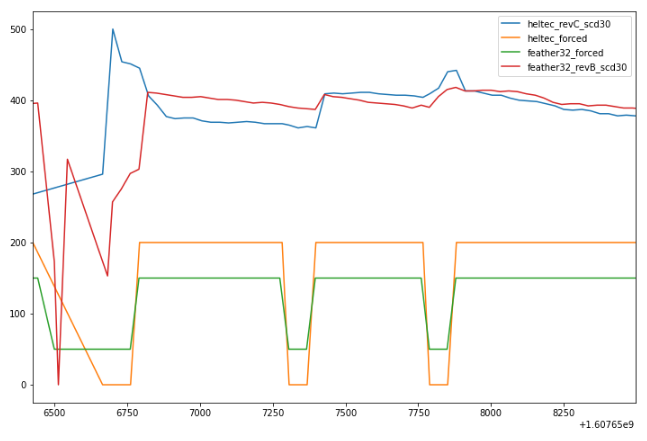 500
400
300
200
100
0
heltec_revC_scd30
heltec_forced
feather32_forced
feather32_revB_scd30
6500 6750 7000 7250 7500 7750 8000 8250
+1.60765e9